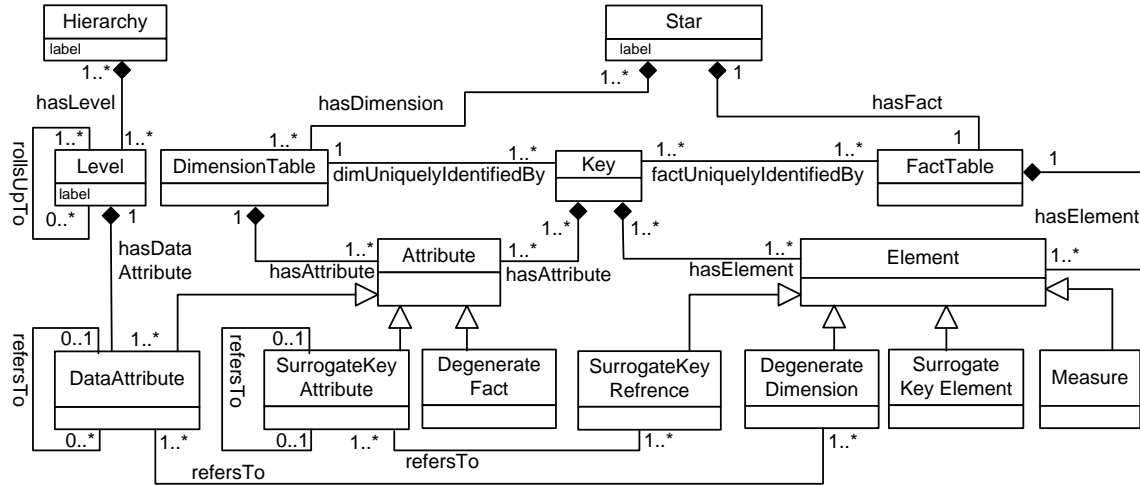 Hierarchy
label
Star
label
1..*
1..*
1
hasLevel
hasDimension
hasFact
1..*
1..*
1..*
1
rollsUpTo
Level
label
0..*
DimensionTable
1
1..*
dimUniquelyIdentifiedBy
Key
1..*
1..*
factUniquelyIdentifiedBy
FactTable
1
1
1
1..*
1..*
hasElement
hasData
Attribute
1..*
hasAttribute
Attribute
1..*
hasAttribute
1..*
hasElement
Element
1..*
refersTo
0..1
1..*
DataAttribute
0..*
1..*
refersTo
0..1
SurrogateKey
Attribute
0..1
1..*
Degenerate
Fact
SurrogateKey
Refrence
1..*
Degenerate
Dimension
1..*
Surrogate
Key Element
Measure
refersTo
refersTo